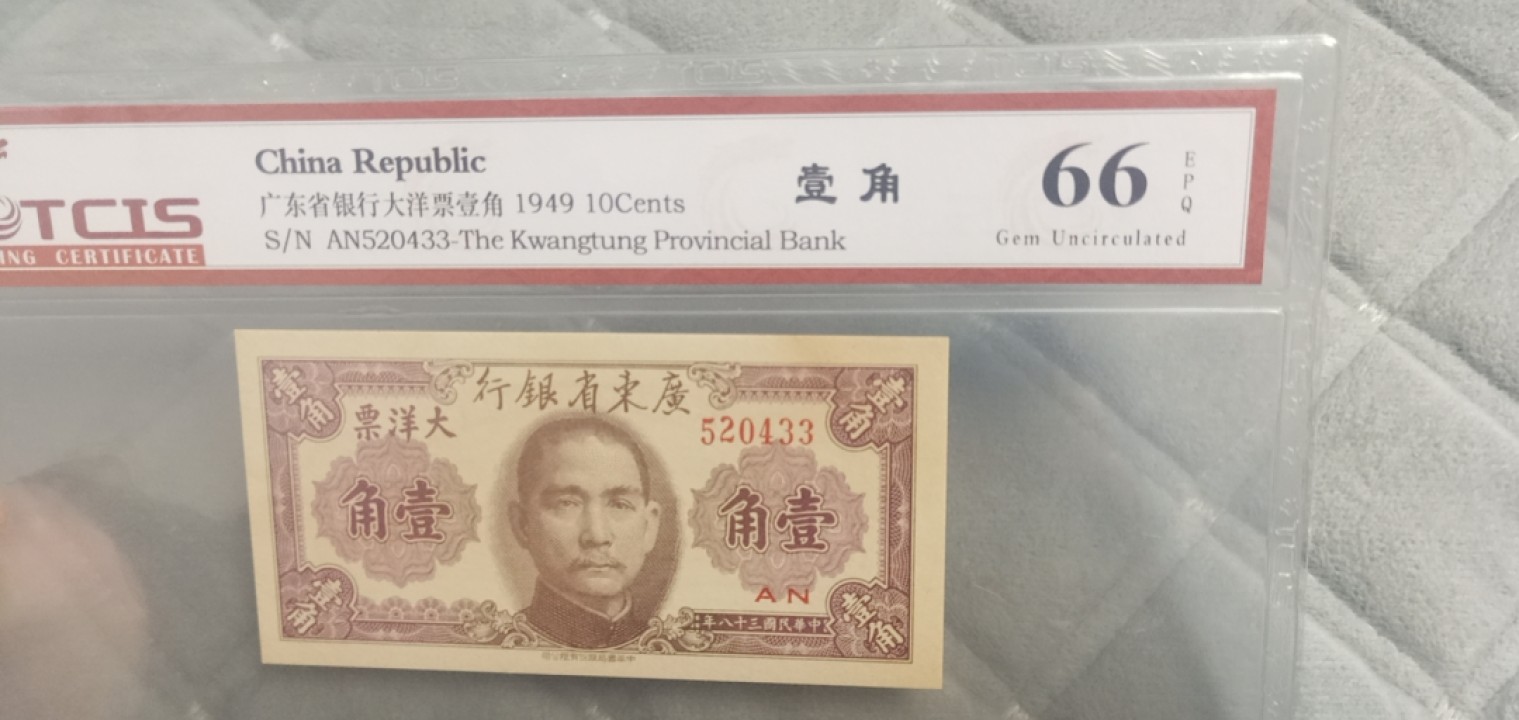 China Republic
广东省银行大洋票壹角 1949 10Cents
S/N AN520433-The Kwangtung Provincial Bank
壹角
66
EPQ
Gem Uncirculated
TCIS
ING CERTIFICATE
行銀省東廣
票洋大
520433
壹角
壹角
角壹
角壹
AN
壹角
年八十三國民華中
壹角